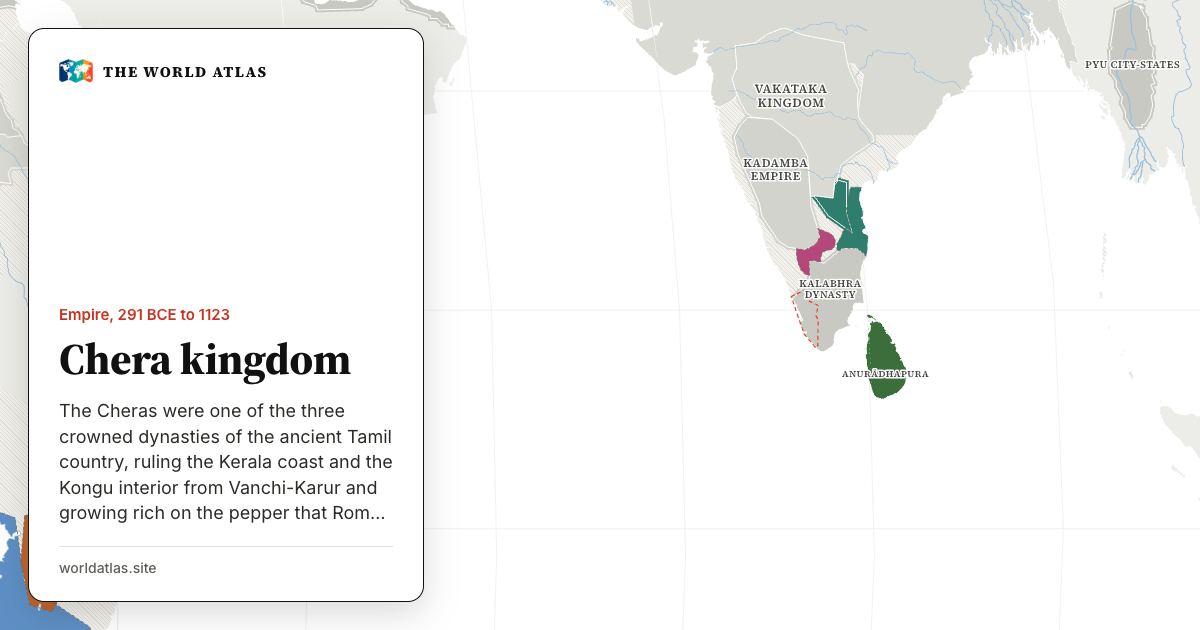 THE WORLD ATLAS
Empire, 291 BCE to 1123
Chera kingdom
The Cheras were one of the three
crowned dynasties of the ancient Tamil
country, ruling the Kerala coast and the
Kongu interior from Vanchi-Karur and
growing rich on the pepper that Rom...
worldatlas.site
PYU CITY-STATES
VAKATAKA
KINGDOM
KADAMBA
EMPIRE
KALABHRA
DYNASTY
ANURADHAPURA